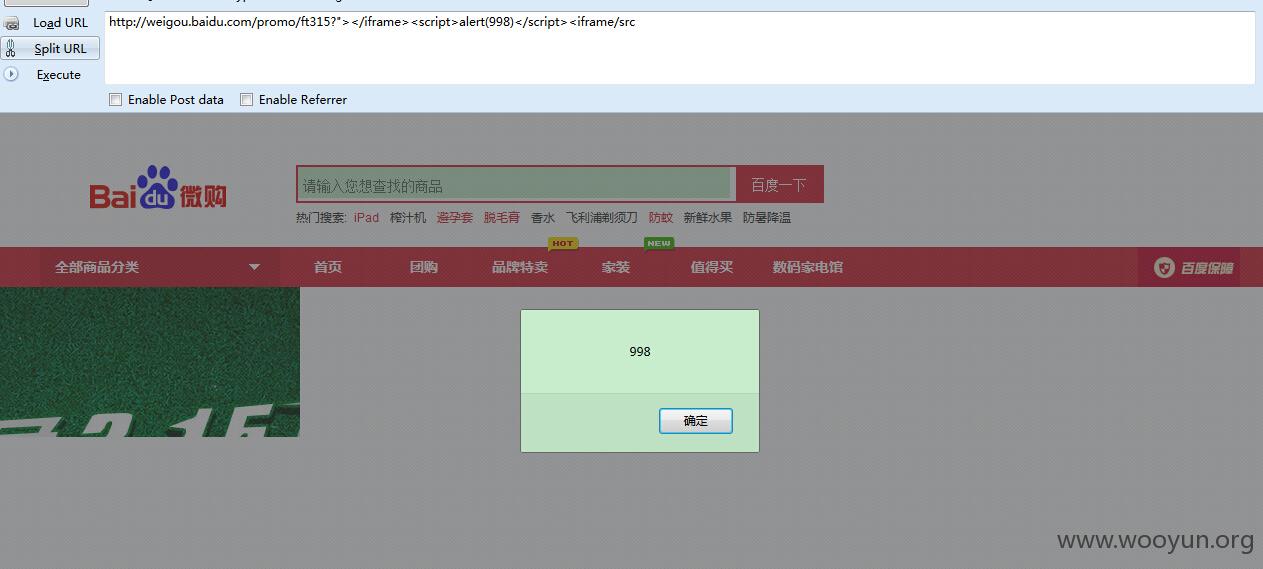 Load URL
http://weigou.baidu.com/promo/ft315?"></iframe><script>alert(998)</script><iframe/src
Split URL
Execute
Enable Post data Enable Referrer
Bai du 微购
请输入您想查找的商品 百度一下
热门搜索: iPad 榨汁机 避孕套 脱毛膏 香水 飞利浦剃须刀 防蚊 新鲜水果 防暑降温
HOT NEW
全部商品分类 首页 团购 品牌特卖 家装 值得买 数码家电馆 百度保障
998
确定
www.wooyun.org